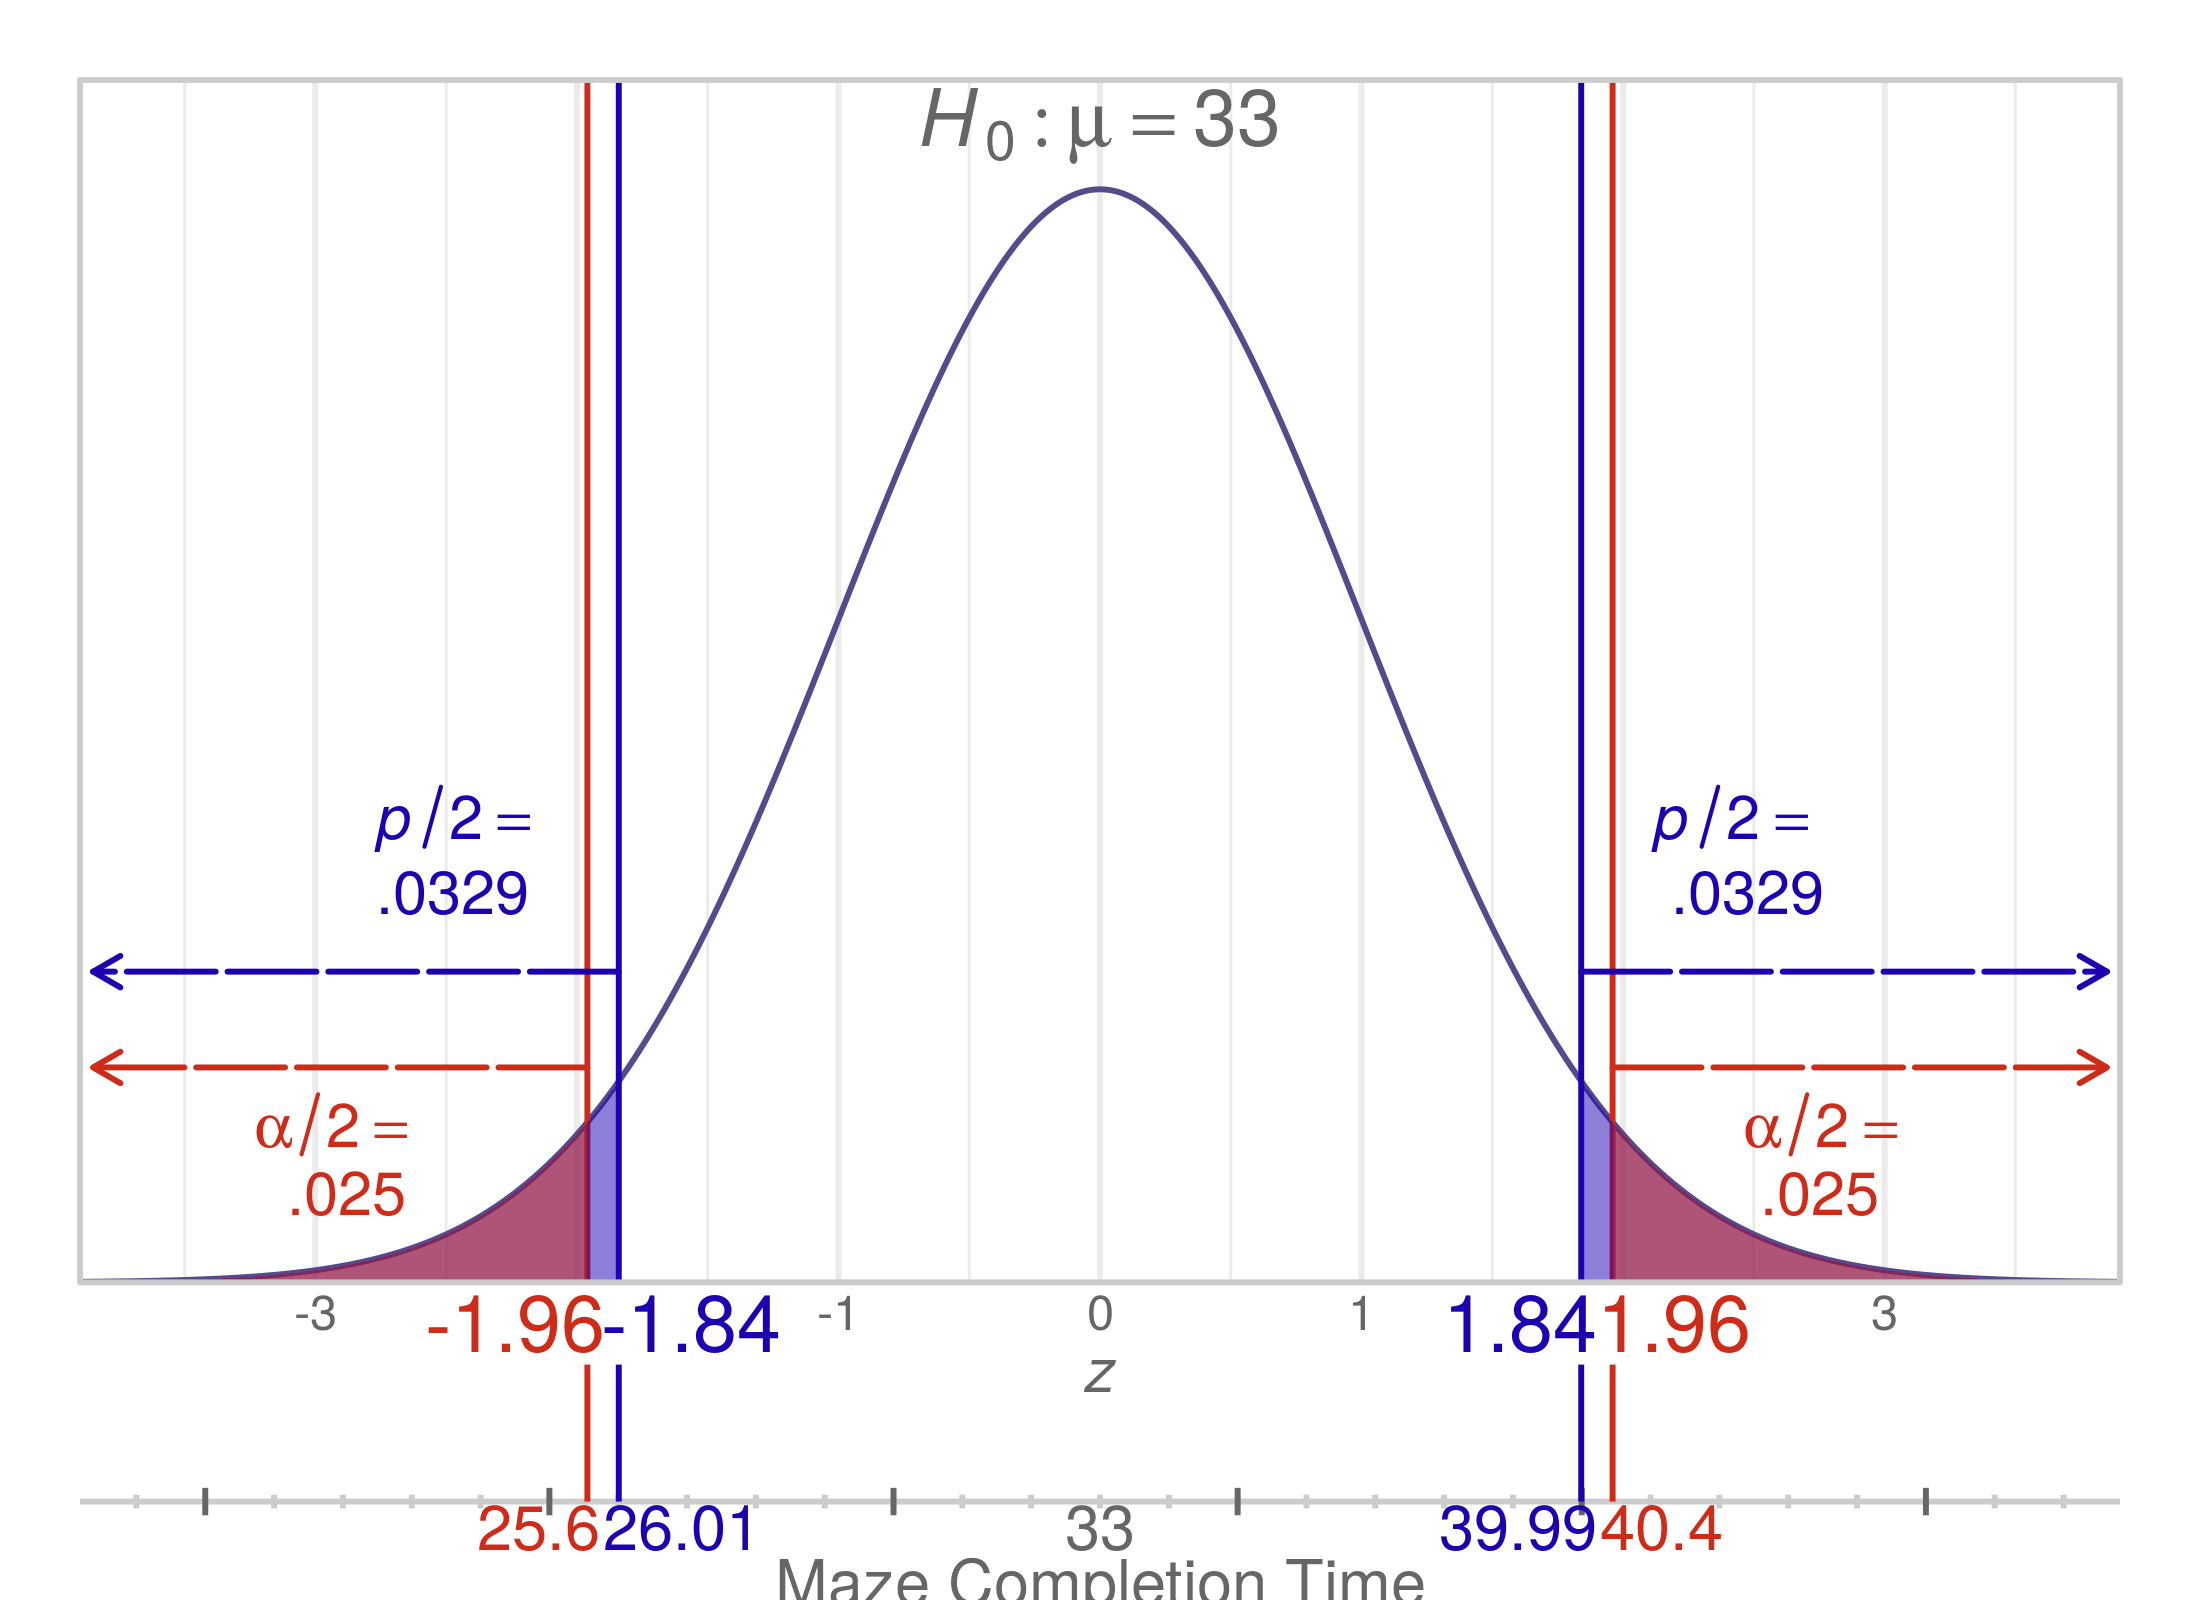 H0 : μ = 33
p/2 =
.0329
p/2 =
.0329
α/2 =
.025
α/2 =
.025
-3 -1.96 -1.84 -1 0 1 1.84 1.96 3
z
25.6 26.01 33 39.99 40.4
Maze Completion Time